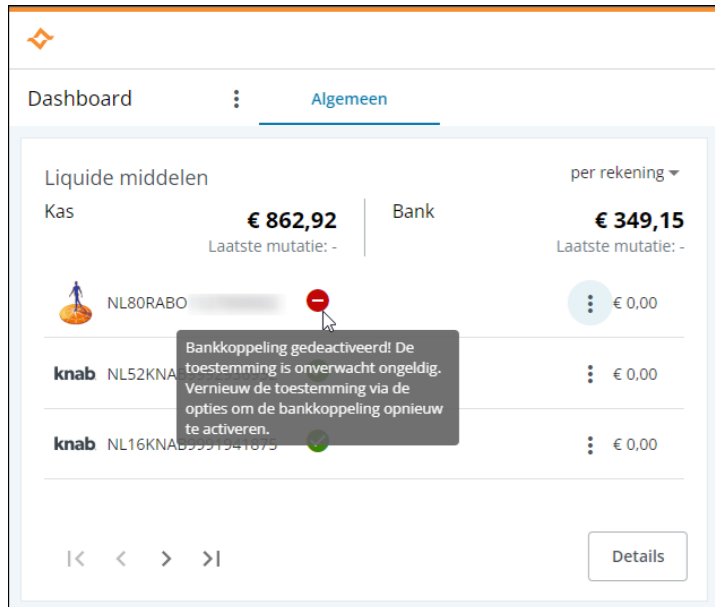 Dashboard
Algemeen
Liquide middelen
per rekening
Kas
€ 862,92
Laatste mutatie: -
Bank
€ 349,15
Laatste mutatie: -
NL80RABO
€ 0,00
Bankkoppeling gedeactiveerd! De
toestemming is onverwacht ongeldig.
Vernieuw de toestemming via de
opties om de bankkoppeling opnieuw
te activeren.
knab NL52KNAB
€ 0,00
knab NL16KNAB9991941875
€ 0,00
Details